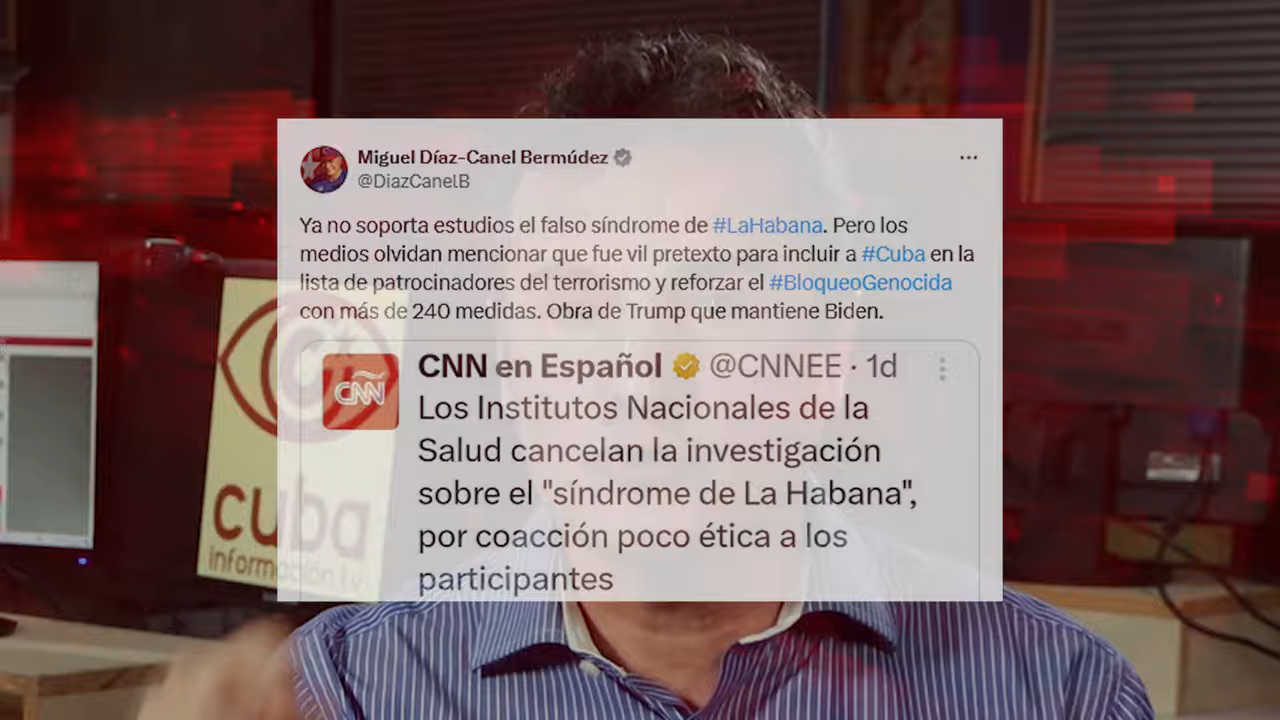 Miguel Díaz-Canel Bermúdez
@DiazCanelB
Ya no soporta estudios el falso síndrome de #LaHabana. Pero los
medios olvidan mencionar que fue vil pretexto para incluir a #Cuba en la
lista de patrocinadores del terrorismo y reforzar el #BloqueoGenocida
con más de 240 medidas. Obra de Trump que mantiene Biden.
CNN en Español @CNNEE · 1d
CNN
Los Institutos Nacionales de la
Salud cancelan la investigación
sobre el "síndrome de La Habana",
por coacción poco ética a los
participantes
cuba
información.tv